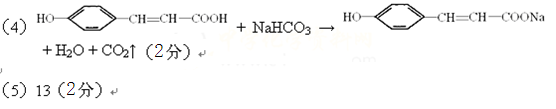 (4) HO—CH=CH—COOH + NaHCO₃ → HO—CH=CH—COONa
+H₂O+CO₂↑（2分）↵
↵
(5) 13（2分）↵